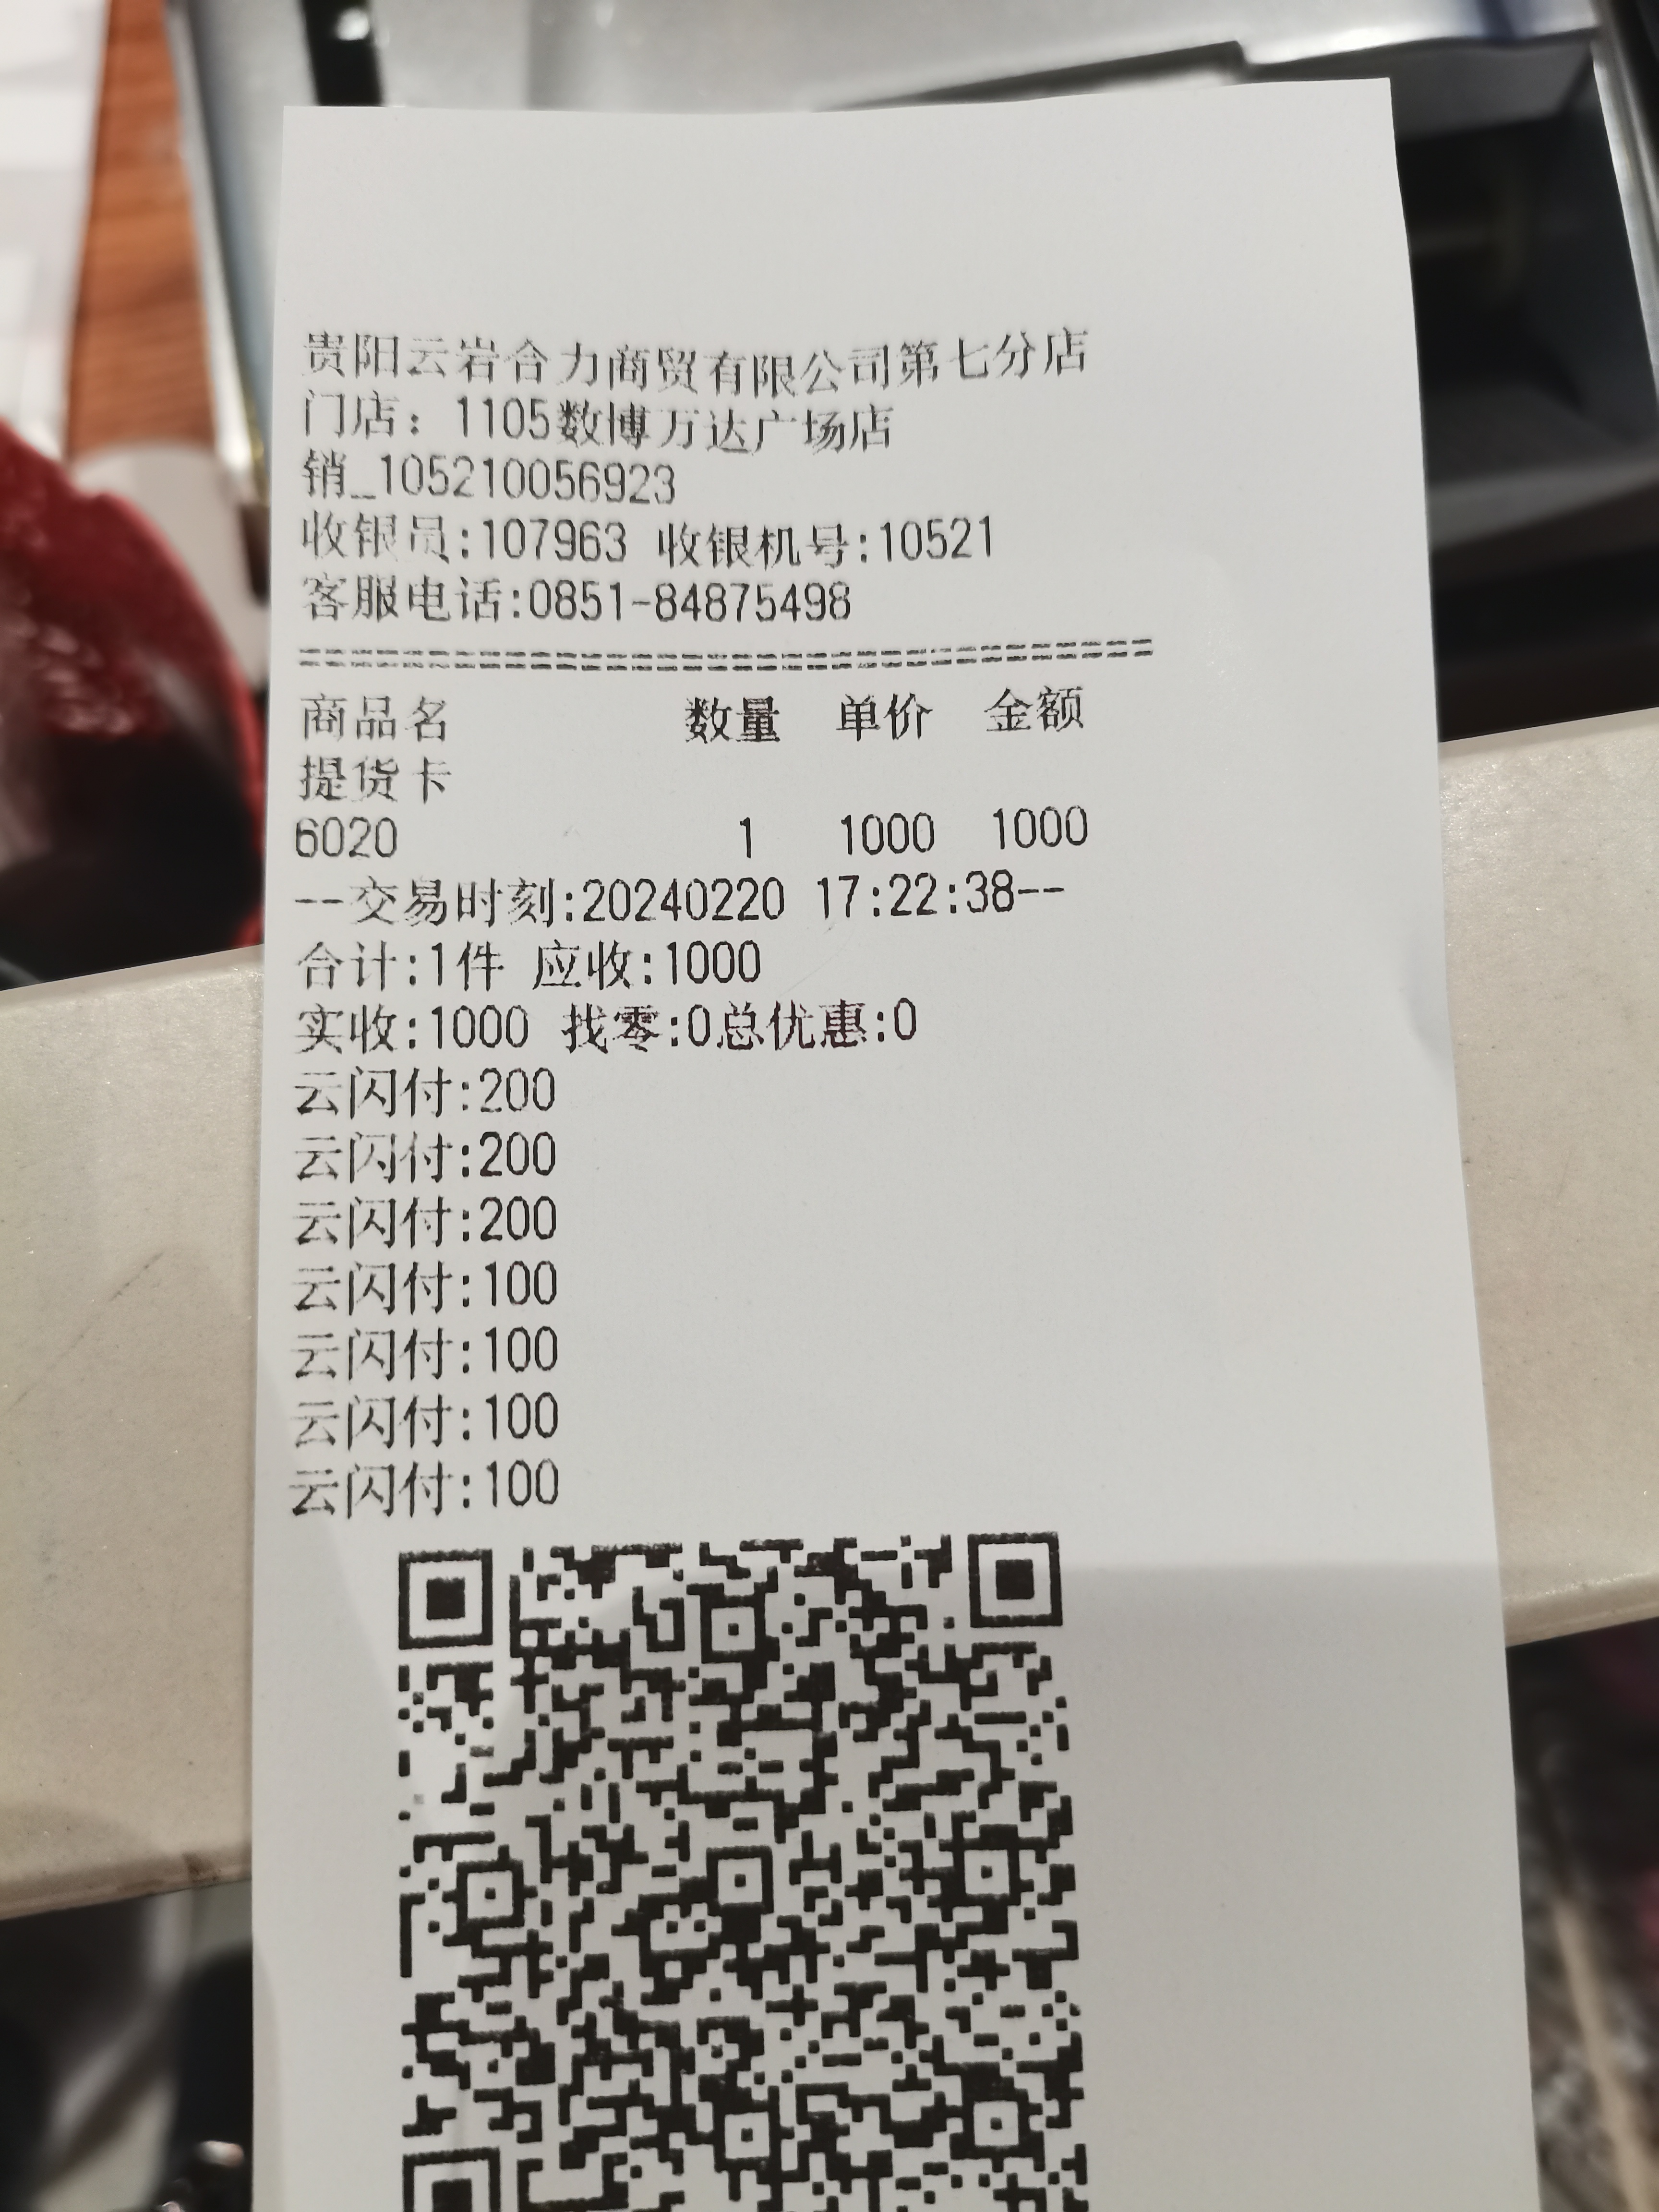 贵阳云岩合力商贸有限公司第七分店
门店：1105数博万达广场店
销_105210056923
收银员:107963 收银机号:10521
客服电话:0851-84875498
==================================
商品名 数量 单价 金额
提货卡
6020 1 1000 1000
--交易时刻:20240220 17:22:38--
合计:1件 应收:1000
实收:1000 找零:0总优惠:0
云闪付:200
云闪付:200
云闪付:200
云闪付:100
云闪付:100
云闪付:100
云闪付:100